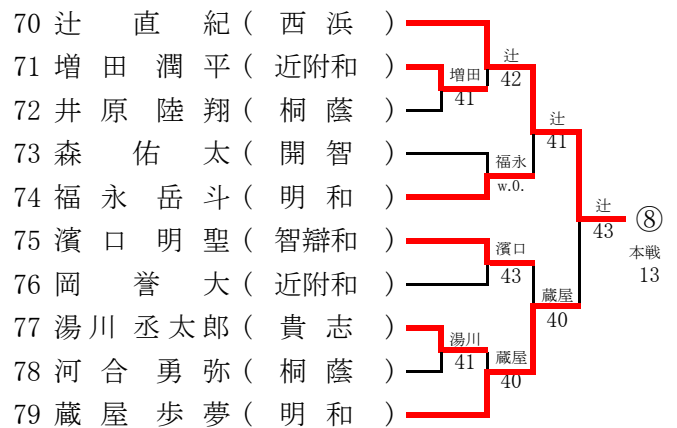 70 辻 直 紀 ( 西 浜 )
71 増 田 潤 平 ( 近附和 )
72 井 原 陸 翔 ( 桐 蔭 )
73 森 佑 太 ( 開 智 )
74 福 永 岳 斗 ( 明 和 )
75 濱 口 明 聖 ( 智辯和 )
76 岡 誉 大 ( 近附和 )
77 湯 川 丞太郎 ( 貴 志 )
78 河 合 勇 弥 ( 桐 蔭 )
79 蔵 屋 歩 夢 ( 明 和 )
増田
41
湯川
41
辻
42
福永
w.o.
濱口
43
蔵屋
40
辻
41
蔵屋
40
辻
43
⑧
本戦
13